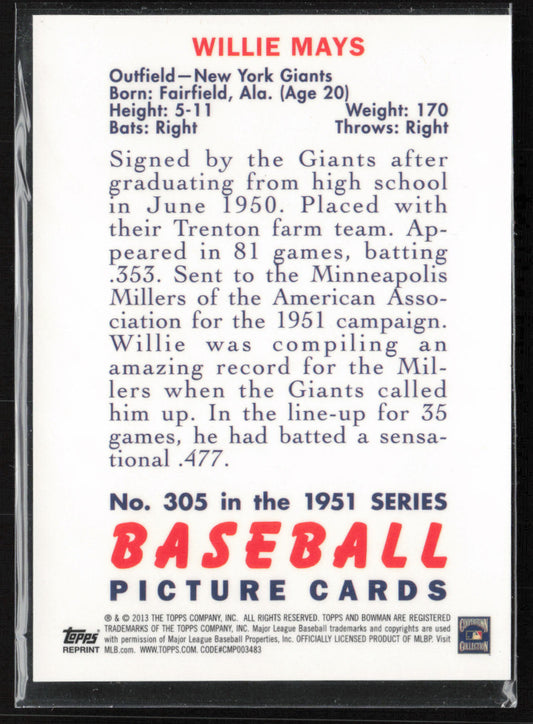 WILLIE MAYS
Outfield—New York Giants
Born: Fairfield, Ala. (Age 20)
Height: 5-11 Weight: 170
Bats: Right Throws: Right
Signed by the Giants after
graduating from high school
in June 1950. Placed with
their Trenton farm team. Ap-
peared in 81 games, batting
.353. Sent to the Minneapolis
Millers of the American Asso-
ciation for the 1951 campaign.
Willie was compiling an
amazing record for the Mil-
lers when the Giants called
him up. In the line-up for 35
games, he had batted a sensa-
tional .477.
No. 305 in the 1951 SERIES
BASEBALL
PICTURE CARDS
® & © 2013 THE TOPPS COMPANY, INC. ALL RIGHTS RESERVED. TOPPS AND BOWMAN ARE REGISTERED
TRADEMARKS OF THE TOPPS COMPANY, INC. Major League Baseball trademarks and copyrights are used
with permission of Major League Baseball Properties, Inc. OFFICIALLY LICENSED PRODUCT OF MLBP. Visit
MLB.com. WWW.TOPPS.COM. CODE#CMP003483
Topps
REPRINT
COOPERSTOWN
COLLECTION